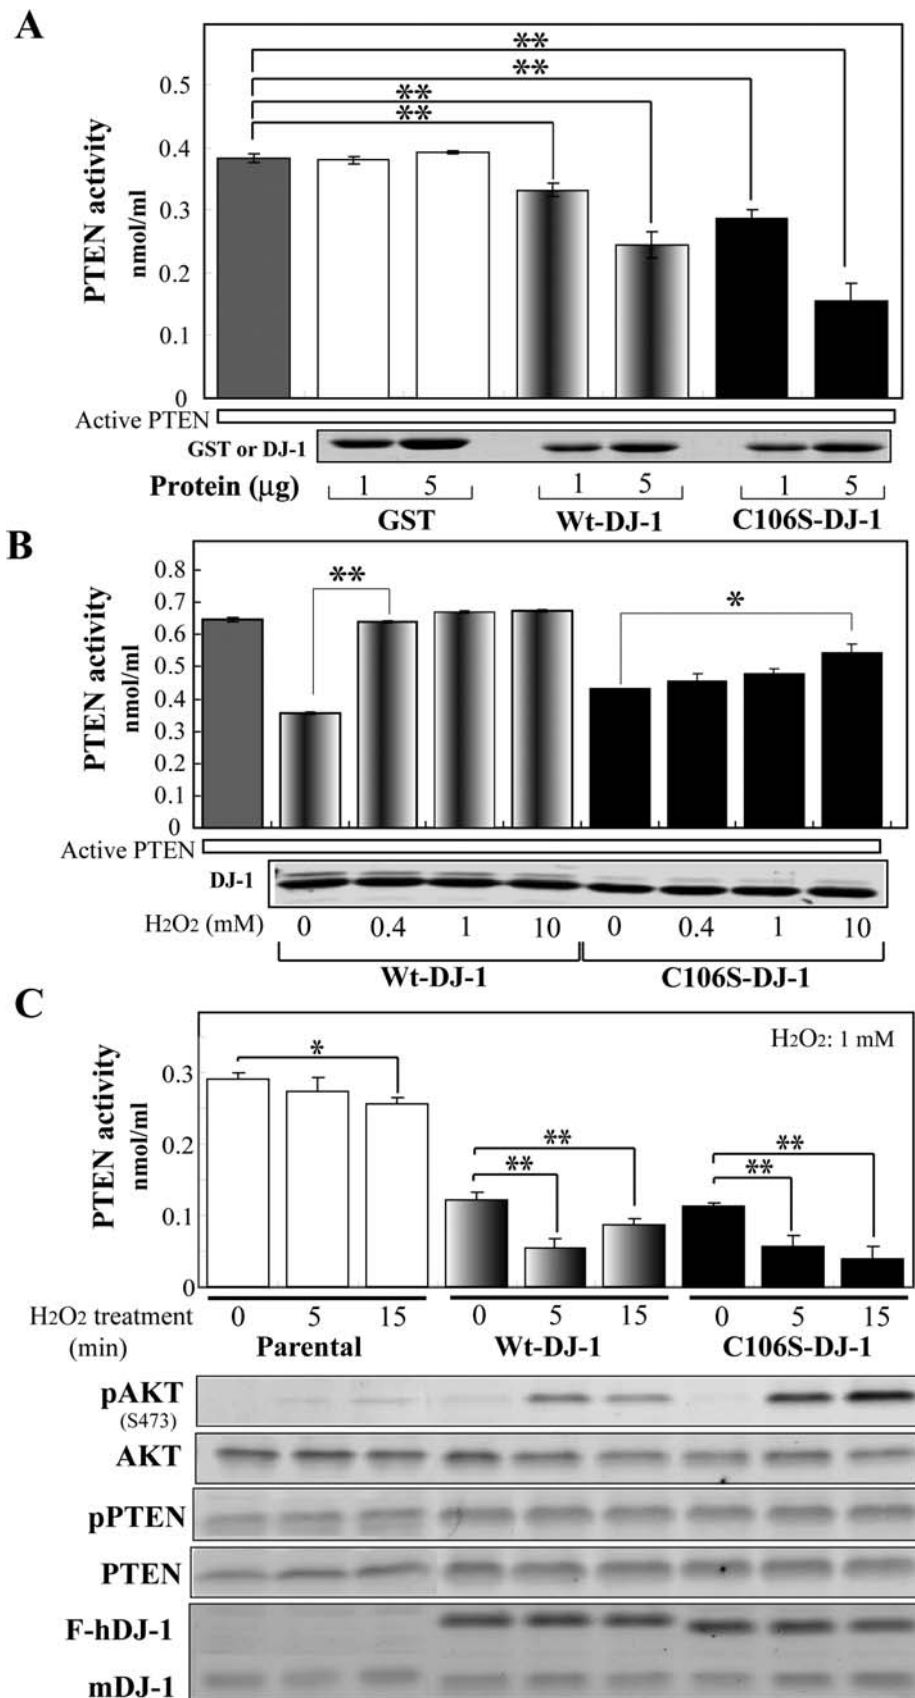 A
**
**
**
**
0.5
0.4
0.3
0.2
0.1
0
PTEN activity
nmol/ml
Active PTEN
GST or DJ-1
Protein (μg) 1 5 1 5 1 5
GST Wt-DJ-1 C106S-DJ-1
B
0.8
0.7
0.6
0.5
0.4
0.3
0.2
0.1
0
PTEN activity
nmol/ml
**
*
Active PTEN
DJ-1
H2O2 (mM) 0 0.4 1 10 0 0.4 1 10
Wt-DJ-1 C106S-DJ-1
C
H2O2: 1 mM
0.3
0.2
0.1
0
PTEN activity
nmol/ml
*
**
**
**
**
H2O2 treatment 0 5 15 0 5 15 0 5 15
(min) Parental Wt-DJ-1 C106S-DJ-1
pAKT
(S473)
AKT
pPTEN
PTEN
F-hDJ-1
mDJ-1